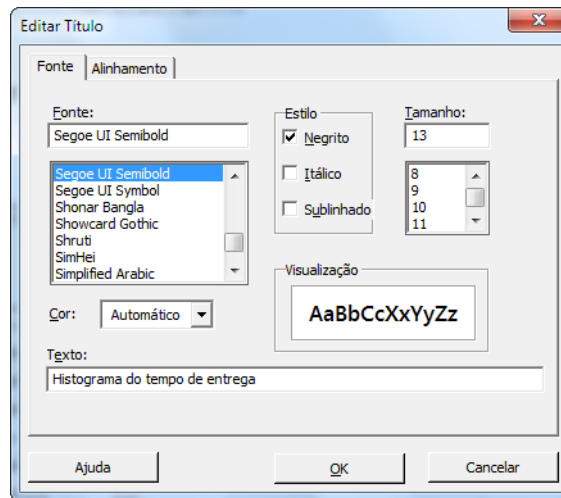 Editar Título
Fonte
Alinhamento
Fonte:
Segoe UI Semibold
Segoe UI Semibold
Segoe UI Symbol
Shonar Bangla
Showcard Gothic
Shruti
SimHei
Simplified Arabic
Estilo
Negrito
Itálico
Sublinhado
Tamanho:
13
8
9
10
11
Cor:
Automático
Visualização
AaBbCcXxYyZz
Texto:
Histograma do tempo de entrega
Ajuda
OK
Cancelar